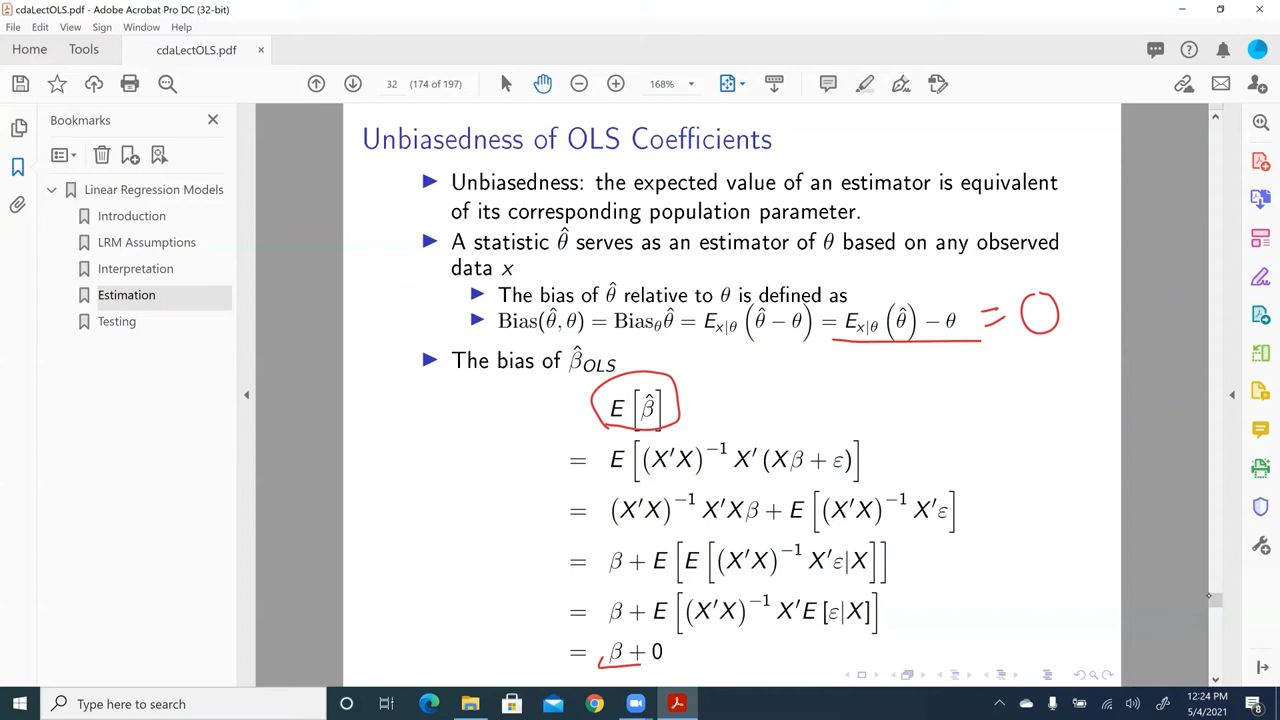 cdaLectOLS.pdf - Adobe Acrobat Pro DC (32-bit)
File Edit View Sign Window Help
Home Tools cdaLectOLS.pdf ×
32 (174 of 197) 168%
Bookmarks
Linear Regression Models
Introduction
LRM Assumptions
Interpretation
Estimation
Testing
Unbiasedness of OLS Coefficients
▶ Unbiasedness: the expected value of an estimator is equivalent
of its corresponding population parameter.
▶ A statistic θ̂ serves as an estimator of θ based on any observed
data x
▶ The bias of θ̂ relative to θ is defined as
▶ Bias(θ̂, θ) = Bias_θ θ̂ = E_{x|θ} (θ̂ − θ) = E_{x|θ} (θ̂) − θ = 0
▶ The bias of β̂_{OLS}
E [β̂]
= E [(X′X)^{−1} X′ (Xβ + ε)]
= (X′X)^{−1} X′Xβ + E [(X′X)^{−1} X′ε]
= β + E [E [(X′X)^{−1} X′ε|X]]
= β + E [(X′X)^{−1} X′E [ε|X]]
= β + 0
Type here to search
12:24 PM
5/4/2021
8